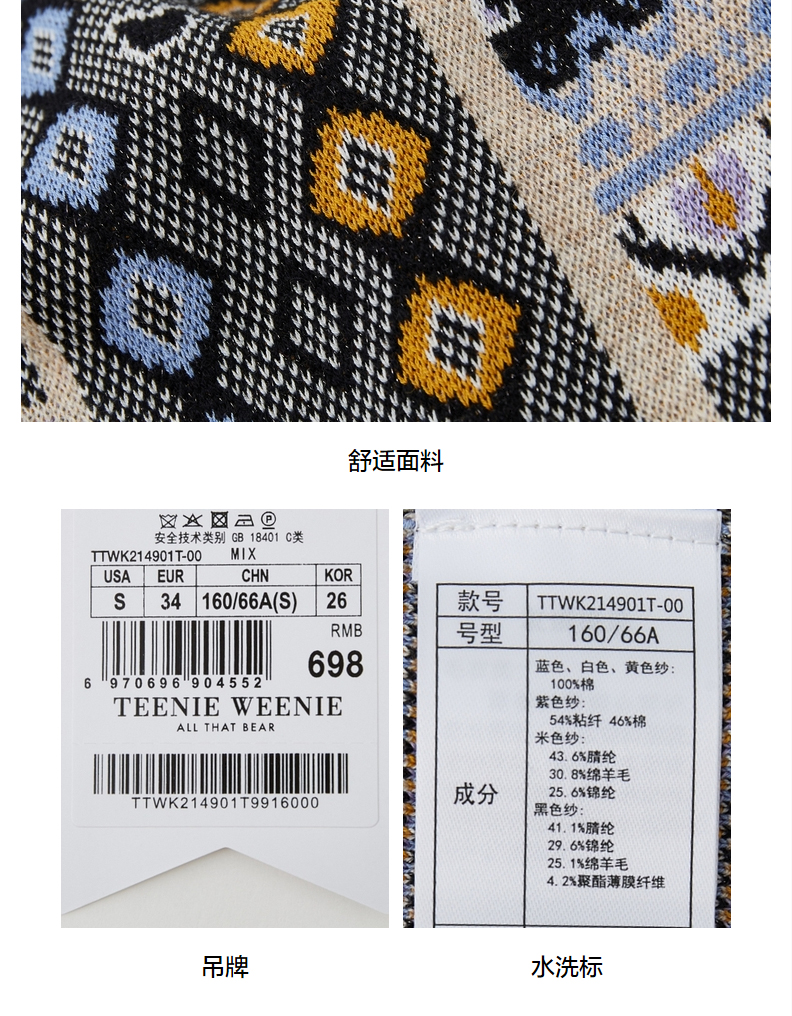 舒适面料
安全技术类别 GB 18401 C类
TTWK214901T-00 MIX
USA EUR CHN KOR
S 34 160/66A(S) 26
RMB
698
6 970696 904552
TEENIE WEENIE
ALL THAT BEAR
TTWK214901T9916000
款号 TTWK214901T-00
号型 160/66A
成分
蓝色、白色、黄色纱:
100%棉
紫色纱:
54%粘纤 46%棉
米色纱:
43.6%腈纶
30.8%绵羊毛
25.6%锦纶
黑色纱:
41.1%腈纶
29.6%锦纶
25.1%绵羊毛
4.2%聚酯薄膜纤维
吊牌
水洗标